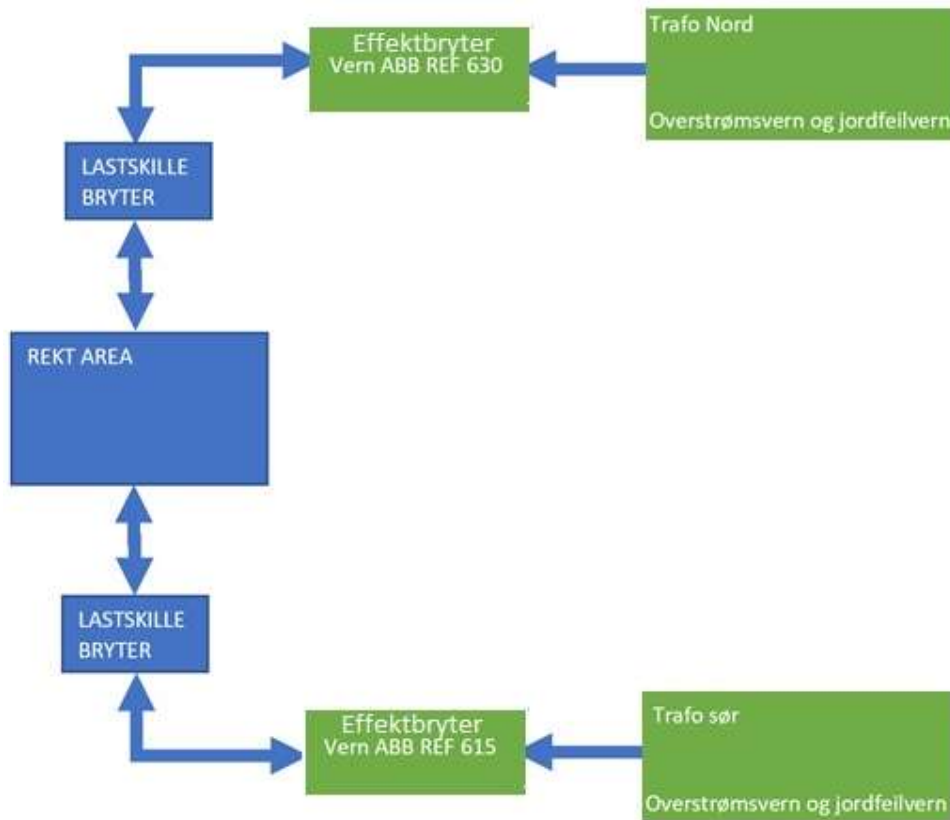 Effektbryter
Vern ABB REF 630
Trafo Nord
Overstrømsvern og jordfeilvern
LASTSKILLE
BRYTER
REKT AREA
LASTSKILLE
BRYTER
Effektbryter
Vern ABB REF 615
Trafo sør
Overstrømsvern og jordfeilvern